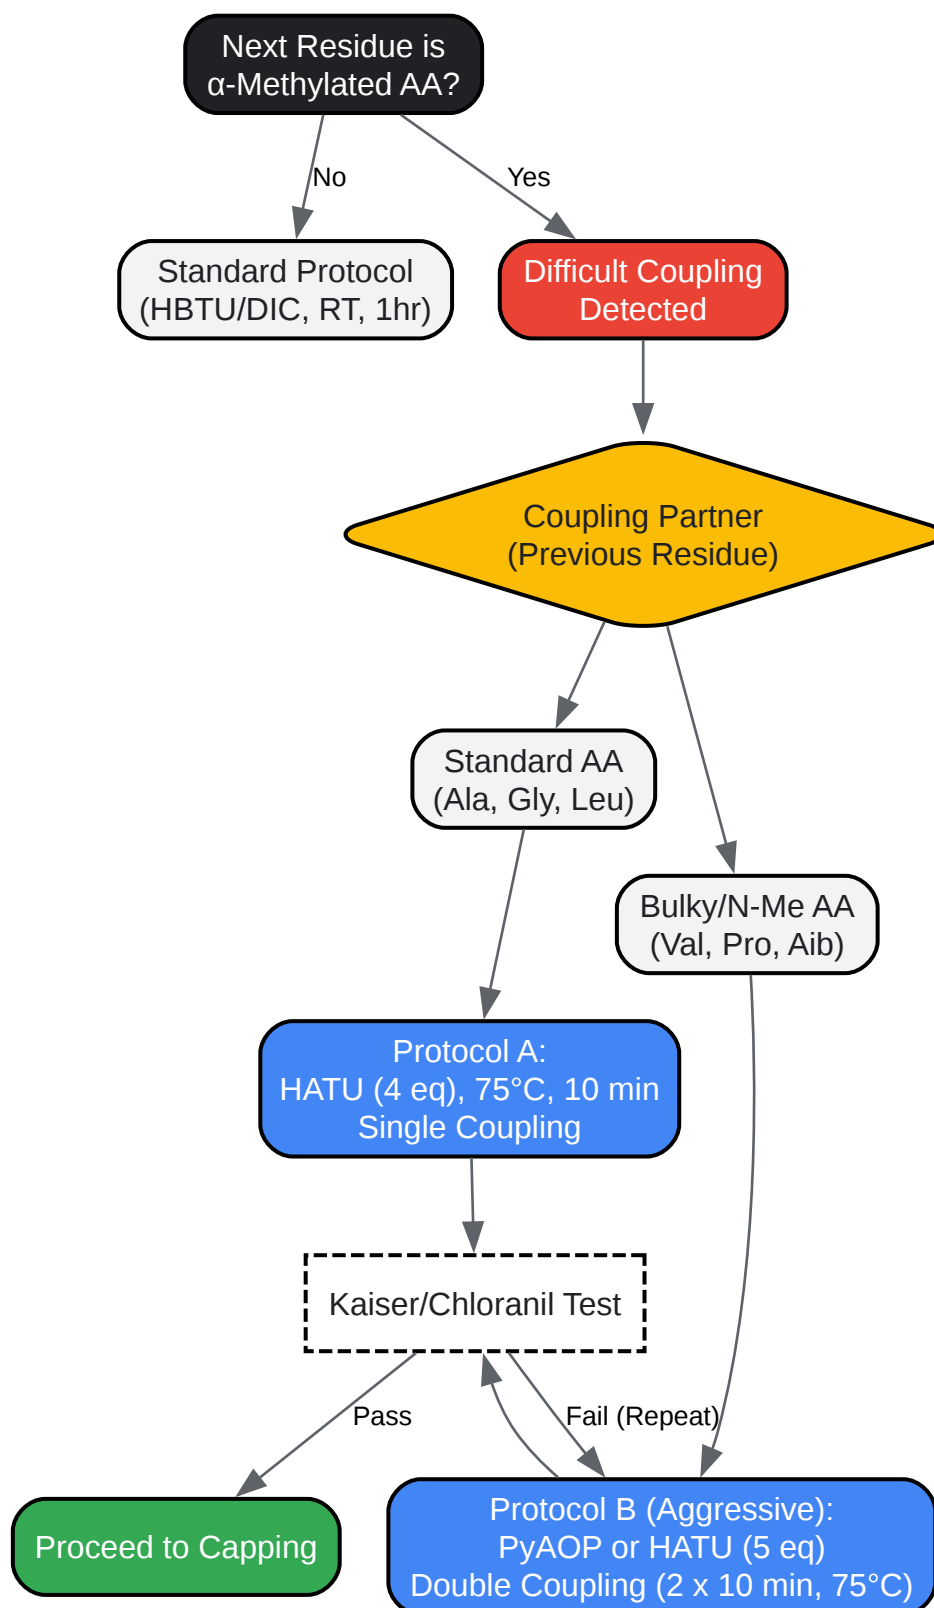 Next Residue is
α-Methylated AA?
No
Yes
Standard Protocol
(HBTU/DIC, RT, 1hr)
Difficult Coupling
Detected
Coupling Partner
(Previous Residue)
Standard AA
(Ala, Gly, Leu)
Bulky/N-Me AA
(Val, Pro, Aib)
Protocol A:
HATU (4 eq), 75°C, 10 min
Single Coupling
Kaiser/Chloranil Test
Pass
Fail (Repeat)
Proceed to Capping
Protocol B (Aggressive):
PyAOP or HATU (5 eq)
Double Coupling (2 x 10 min, 75°C)